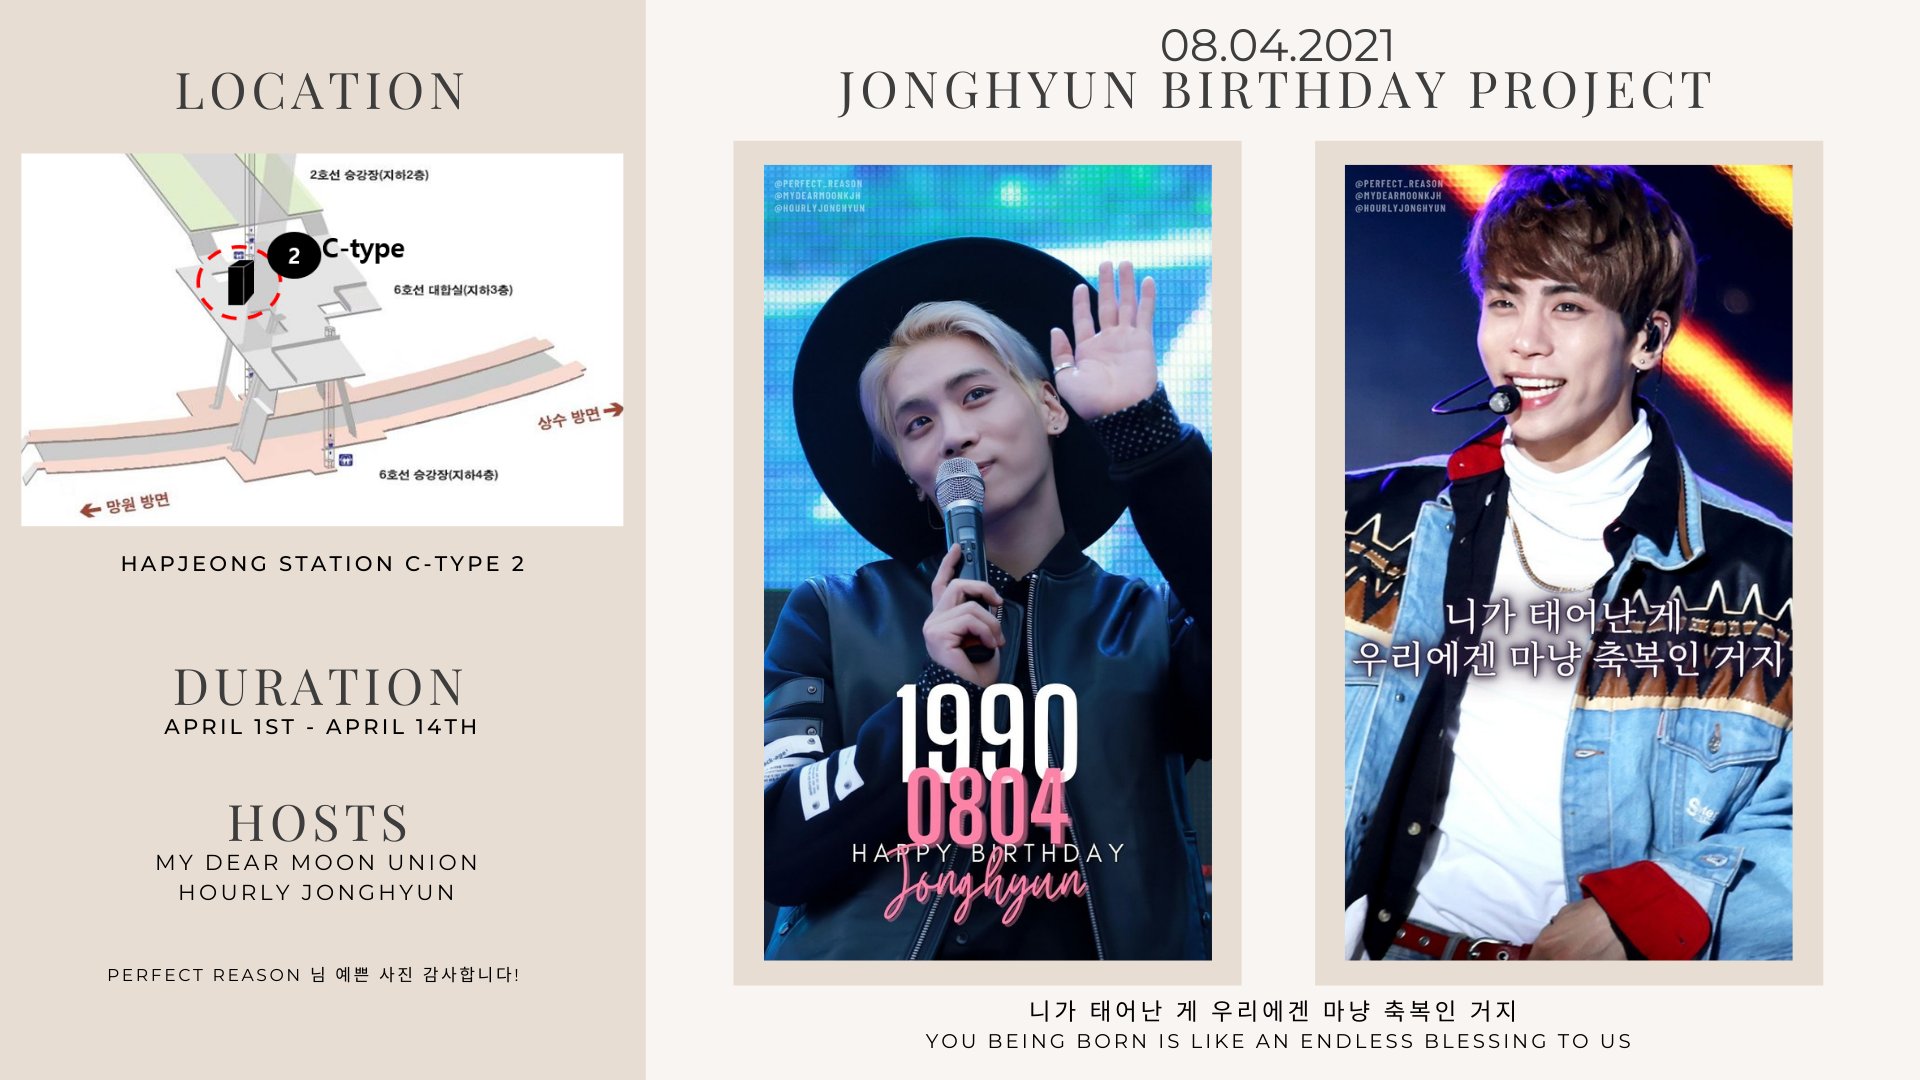 LOCATION
2호선 승강장(지하2층)
2
C-type
6호선 대합실(지하3층)
상수 방면
6호선 승강장(지하4층)
망원 방면
HAPJEONG STATION C-TYPE 2
DURATION
APRIL 1ST - APRIL 14TH
HOSTS
MY DEAR MOON UNION
HOURLY JONGHYUN
PERFECT REASON 님 예쁜 사진 감사합니다!
08.04.2021
JONGHYUN BIRTHDAY PROJECT
@PERFECT_REASON
@MYDEARMOONKJH
@HOURLYJONGHYUN
1990
0804
HAPPY BIRTHDAY
Jonghyun
@PERFECT_REASON
@MYDEARMOONKJH
@HOURLYJONGHYUN
니가 태어난 게
우리에겐 마냥 축복인 거지
니가 태어난 게 우리에겐 마냥 축복인 거지
YOU BEING BORN IS LIKE AN ENDLESS BLESSING TO US